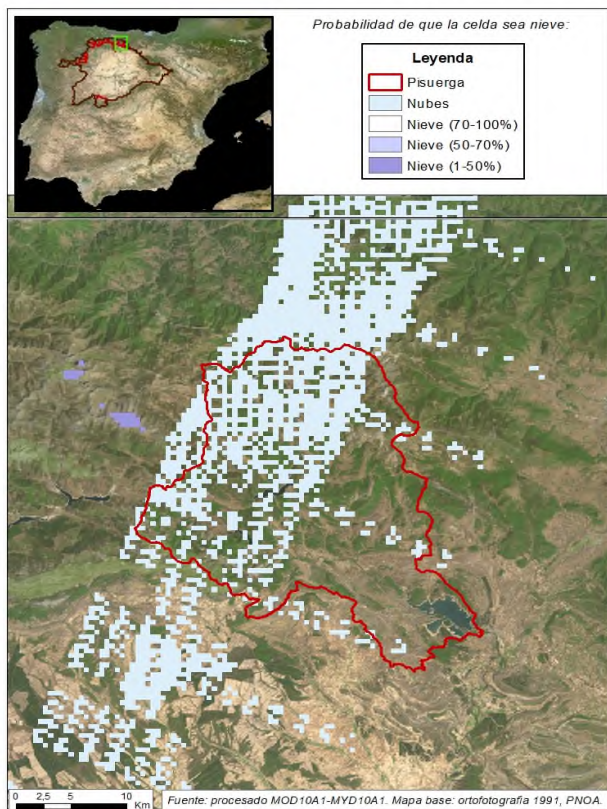 Probabilidad de que la celda sea nieve:
Leyenda
Pisuerga
Nubes
Nieve (70-100%)
Nieve (50-70%)
Nieve (1-50%)
0 2,5 5 10
Km
Fuente: procesado MOD10A1-MYD10A1. Mapa base: ortofotografia 1991, PNOA